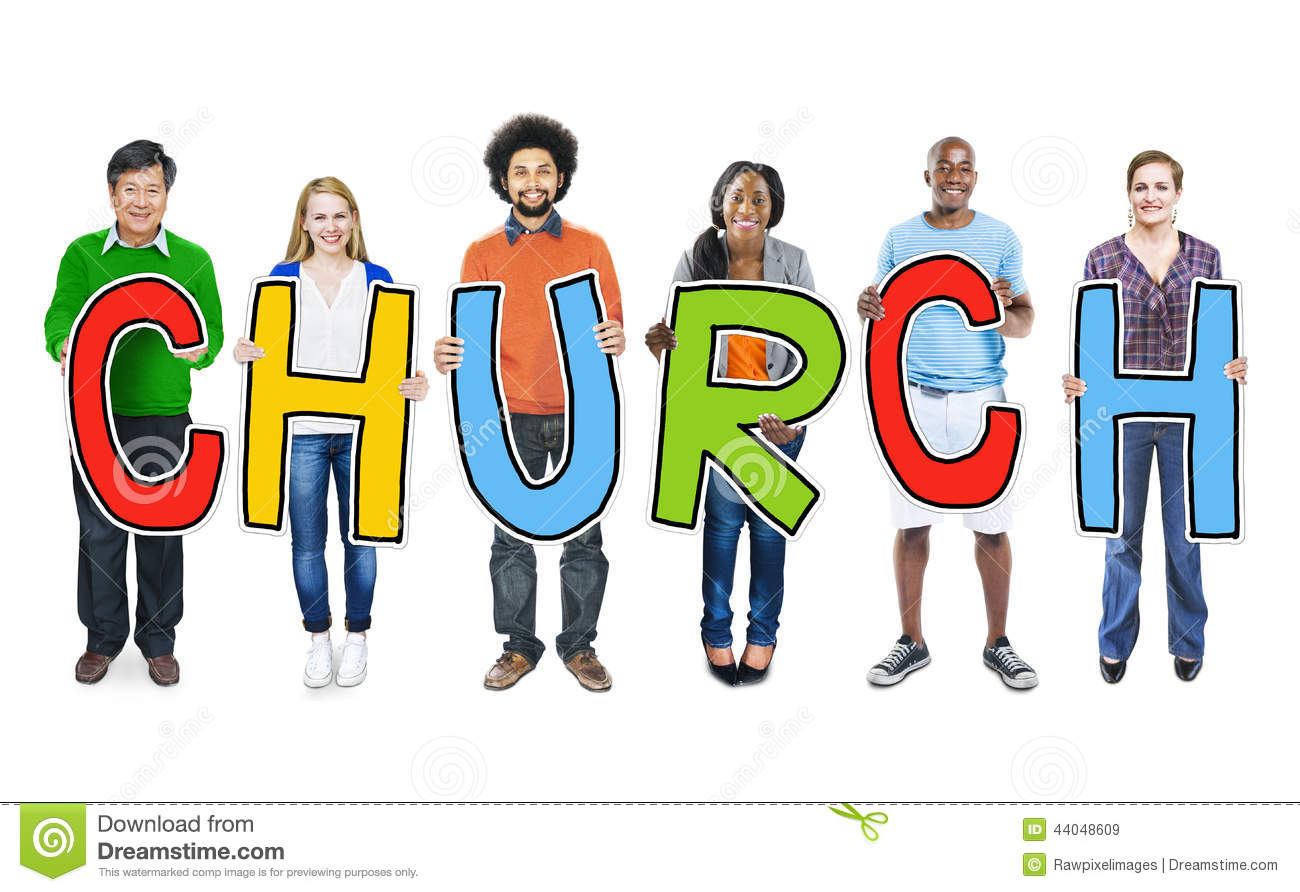 CHURCH
Download from
Dreamstime.com
This watermarked comp image is for previewing purposes only.
ID 44048609
© Rawpixelimages | Dreamstime.com